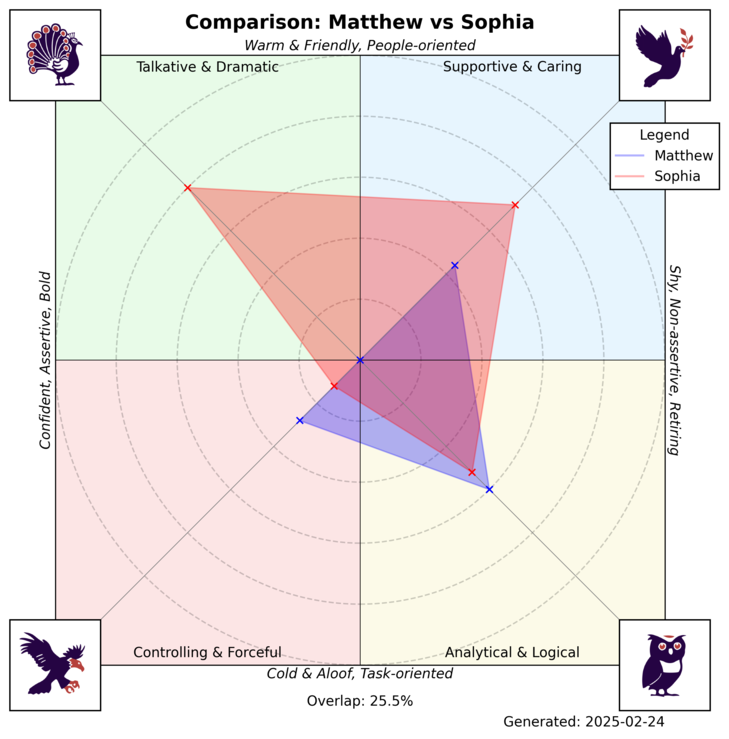 Comparison: Matthew vs Sophia
Warm & Friendly, People-oriented
Talkative & Dramatic
Supportive & Caring
Legend
Matthew
Sophia
Confident, Assertive, Bold
Shy, Non-assertive, Retiring
Controlling & Forceful
Analytical & Logical
Cold & Aloof, Task-oriented
Overlap: 25.5%
Generated: 2025-02-24